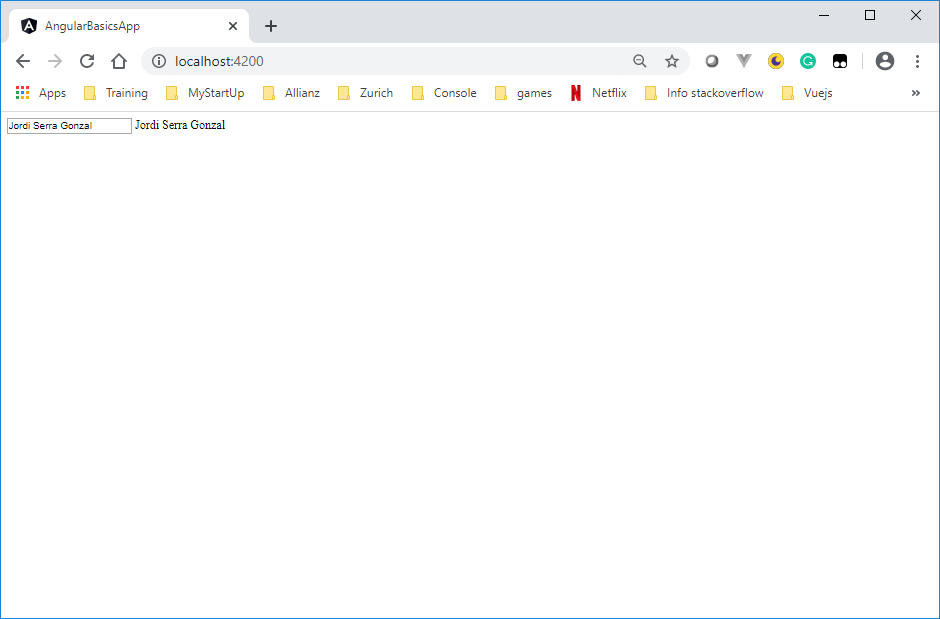 AngularBasicsApp
localhost:4200
Apps Training MyStartUp Allianz Zurich Console games Netflix Info stackoverflow Vuejs »
Jordi Serra Gonzal Jordi Serra Gonzal